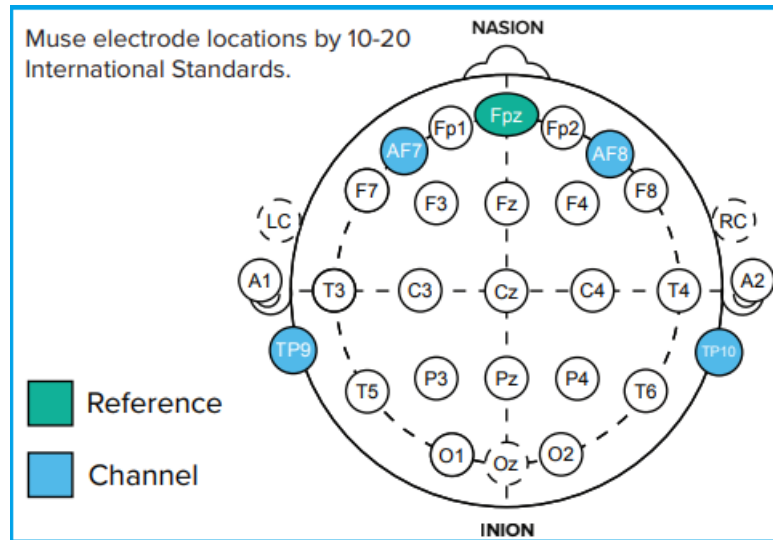 Muse electrode locations by 10-20
International Standards.
NASION
Fp1 Fpz Fp2
AF7 AF8
F7 F3 Fz F4 F8
LC RC
A1 T3 C3 Cz C4 T4 A2
TP9 TP10
T5 P3 Pz P4 T6
Reference
O1 Oz O2
Channel
INION